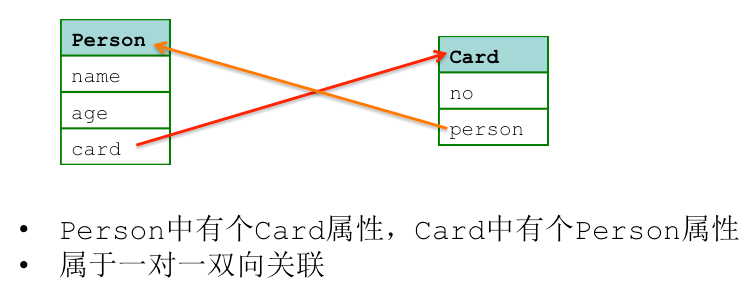 Person
name
age
card
Card
no
person
• Person中有个Card属性，Card中有个Person属性
• 属于一对一双向关联